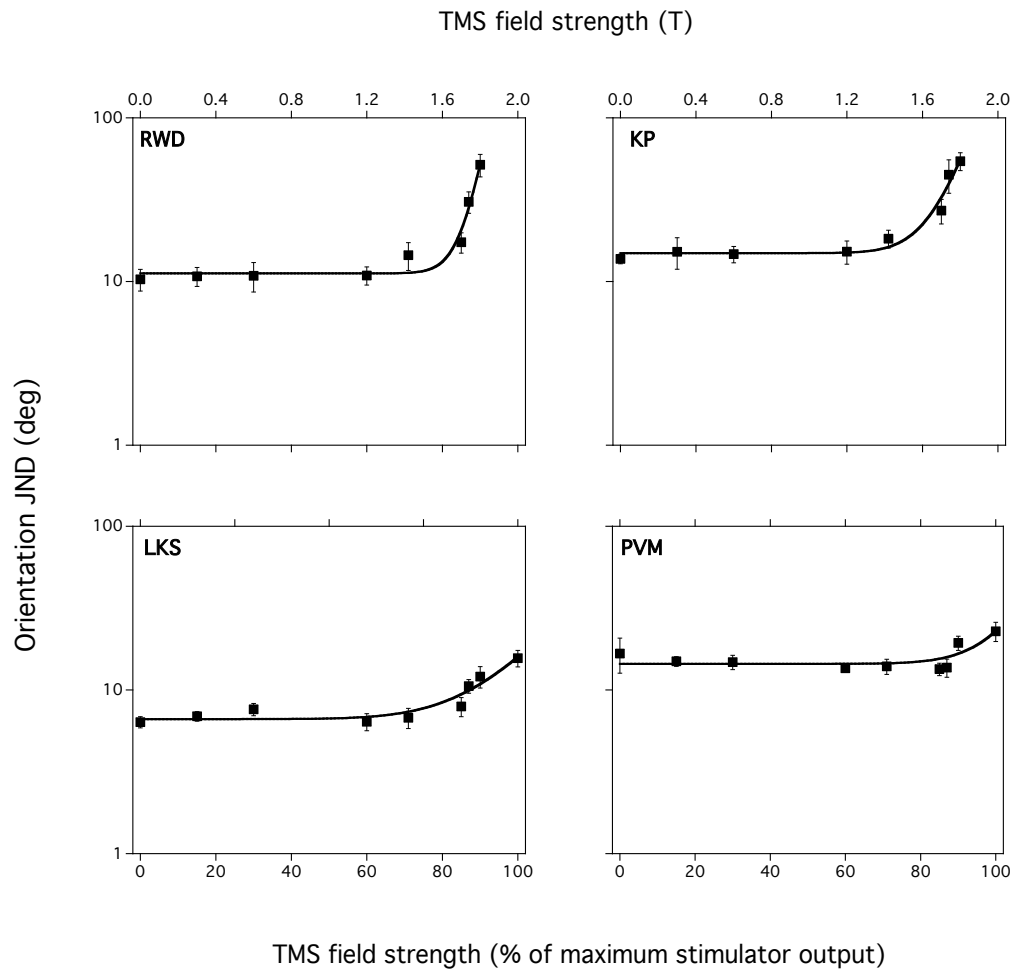 TMS field strength (T)
0.0 0.4 0.8 1.2 1.6 2.0
0.0 0.4 0.8 1.2 1.6 2.0
100
RWD
KP
10
1
Orientation JND (deg)
100
LKS
PVM
10
1
0 20 40 60 80 100
0 20 40 60 80 100
TMS field strength (% of maximum stimulator output)